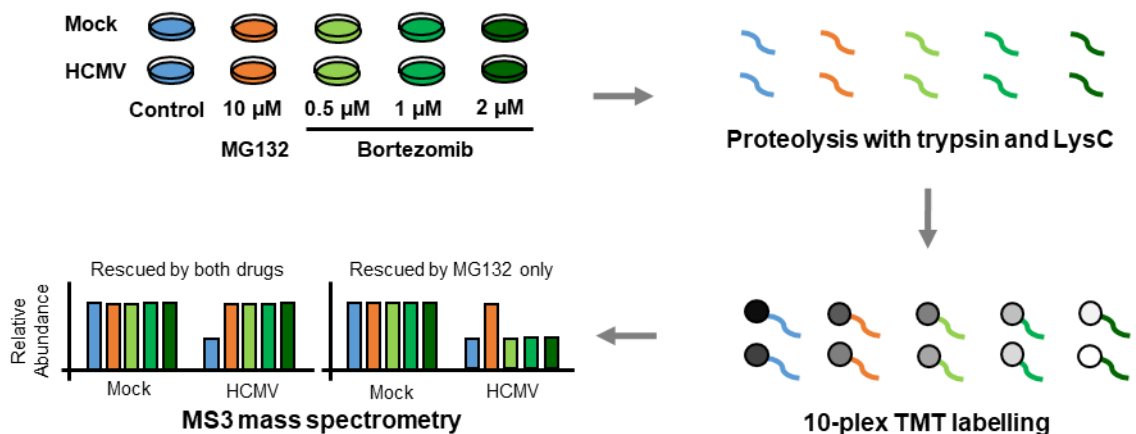 Mock
HCMV
Control 10 µM 0.5 µM 1 µM 2 µM
MG132 Bortezomib
Proteolysis with trypsin and LysC
Rescued by both drugs Rescued by MG132 only
Relative
Abundance
Mock HCMV Mock HCMV
MS3 mass spectrometry
10-plex TMT labelling